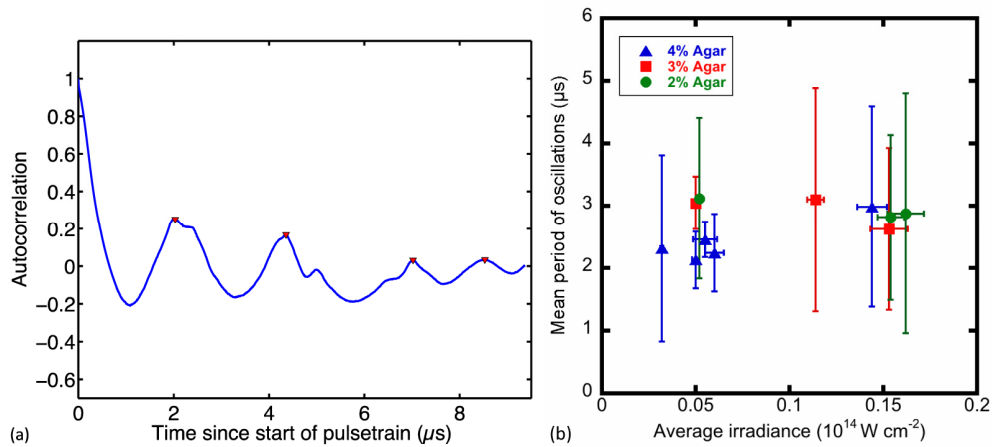 1
0.8
0.6
0.4
0.2
0
−0.2
−0.4
−0.6
0
2
4
6
8
Autocorrelation
Time since start of pulsetrain (µs)
(a)
6
5
4
3
2
1
0
0
0.05
0.1
0.15
0.2
Mean period of oscillations (µs)
4% Agar
3% Agar
2% Agar
Average irradiance (10¹⁴ W cm⁻²)
(b)